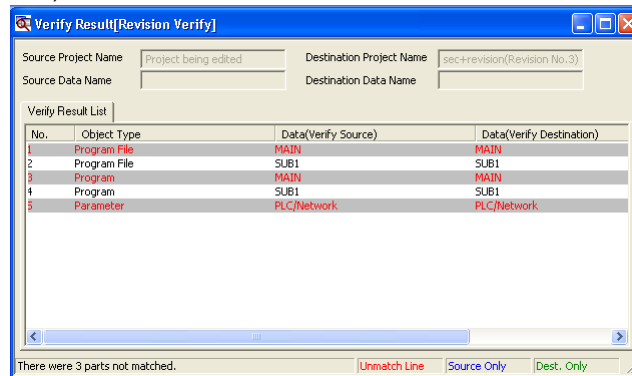 Verify Result[Revision Verify]
Source Project Name Project being edited Destination Project Name sec+revision(Revision No.3)
Source Data Name Destination Data Name
Verify Result List
No. Object Type Data(Verify Source) Data(Verify Destination)
1 Program File MAIN MAIN
2 Program File SUB1 SUB1
3 Program MAIN MAIN
4 Program SUB1 SUB1
5 Parameter PLC/Network PLC/Network
There were 3 parts not matched. Unmatch Line Source Only Dest. Only